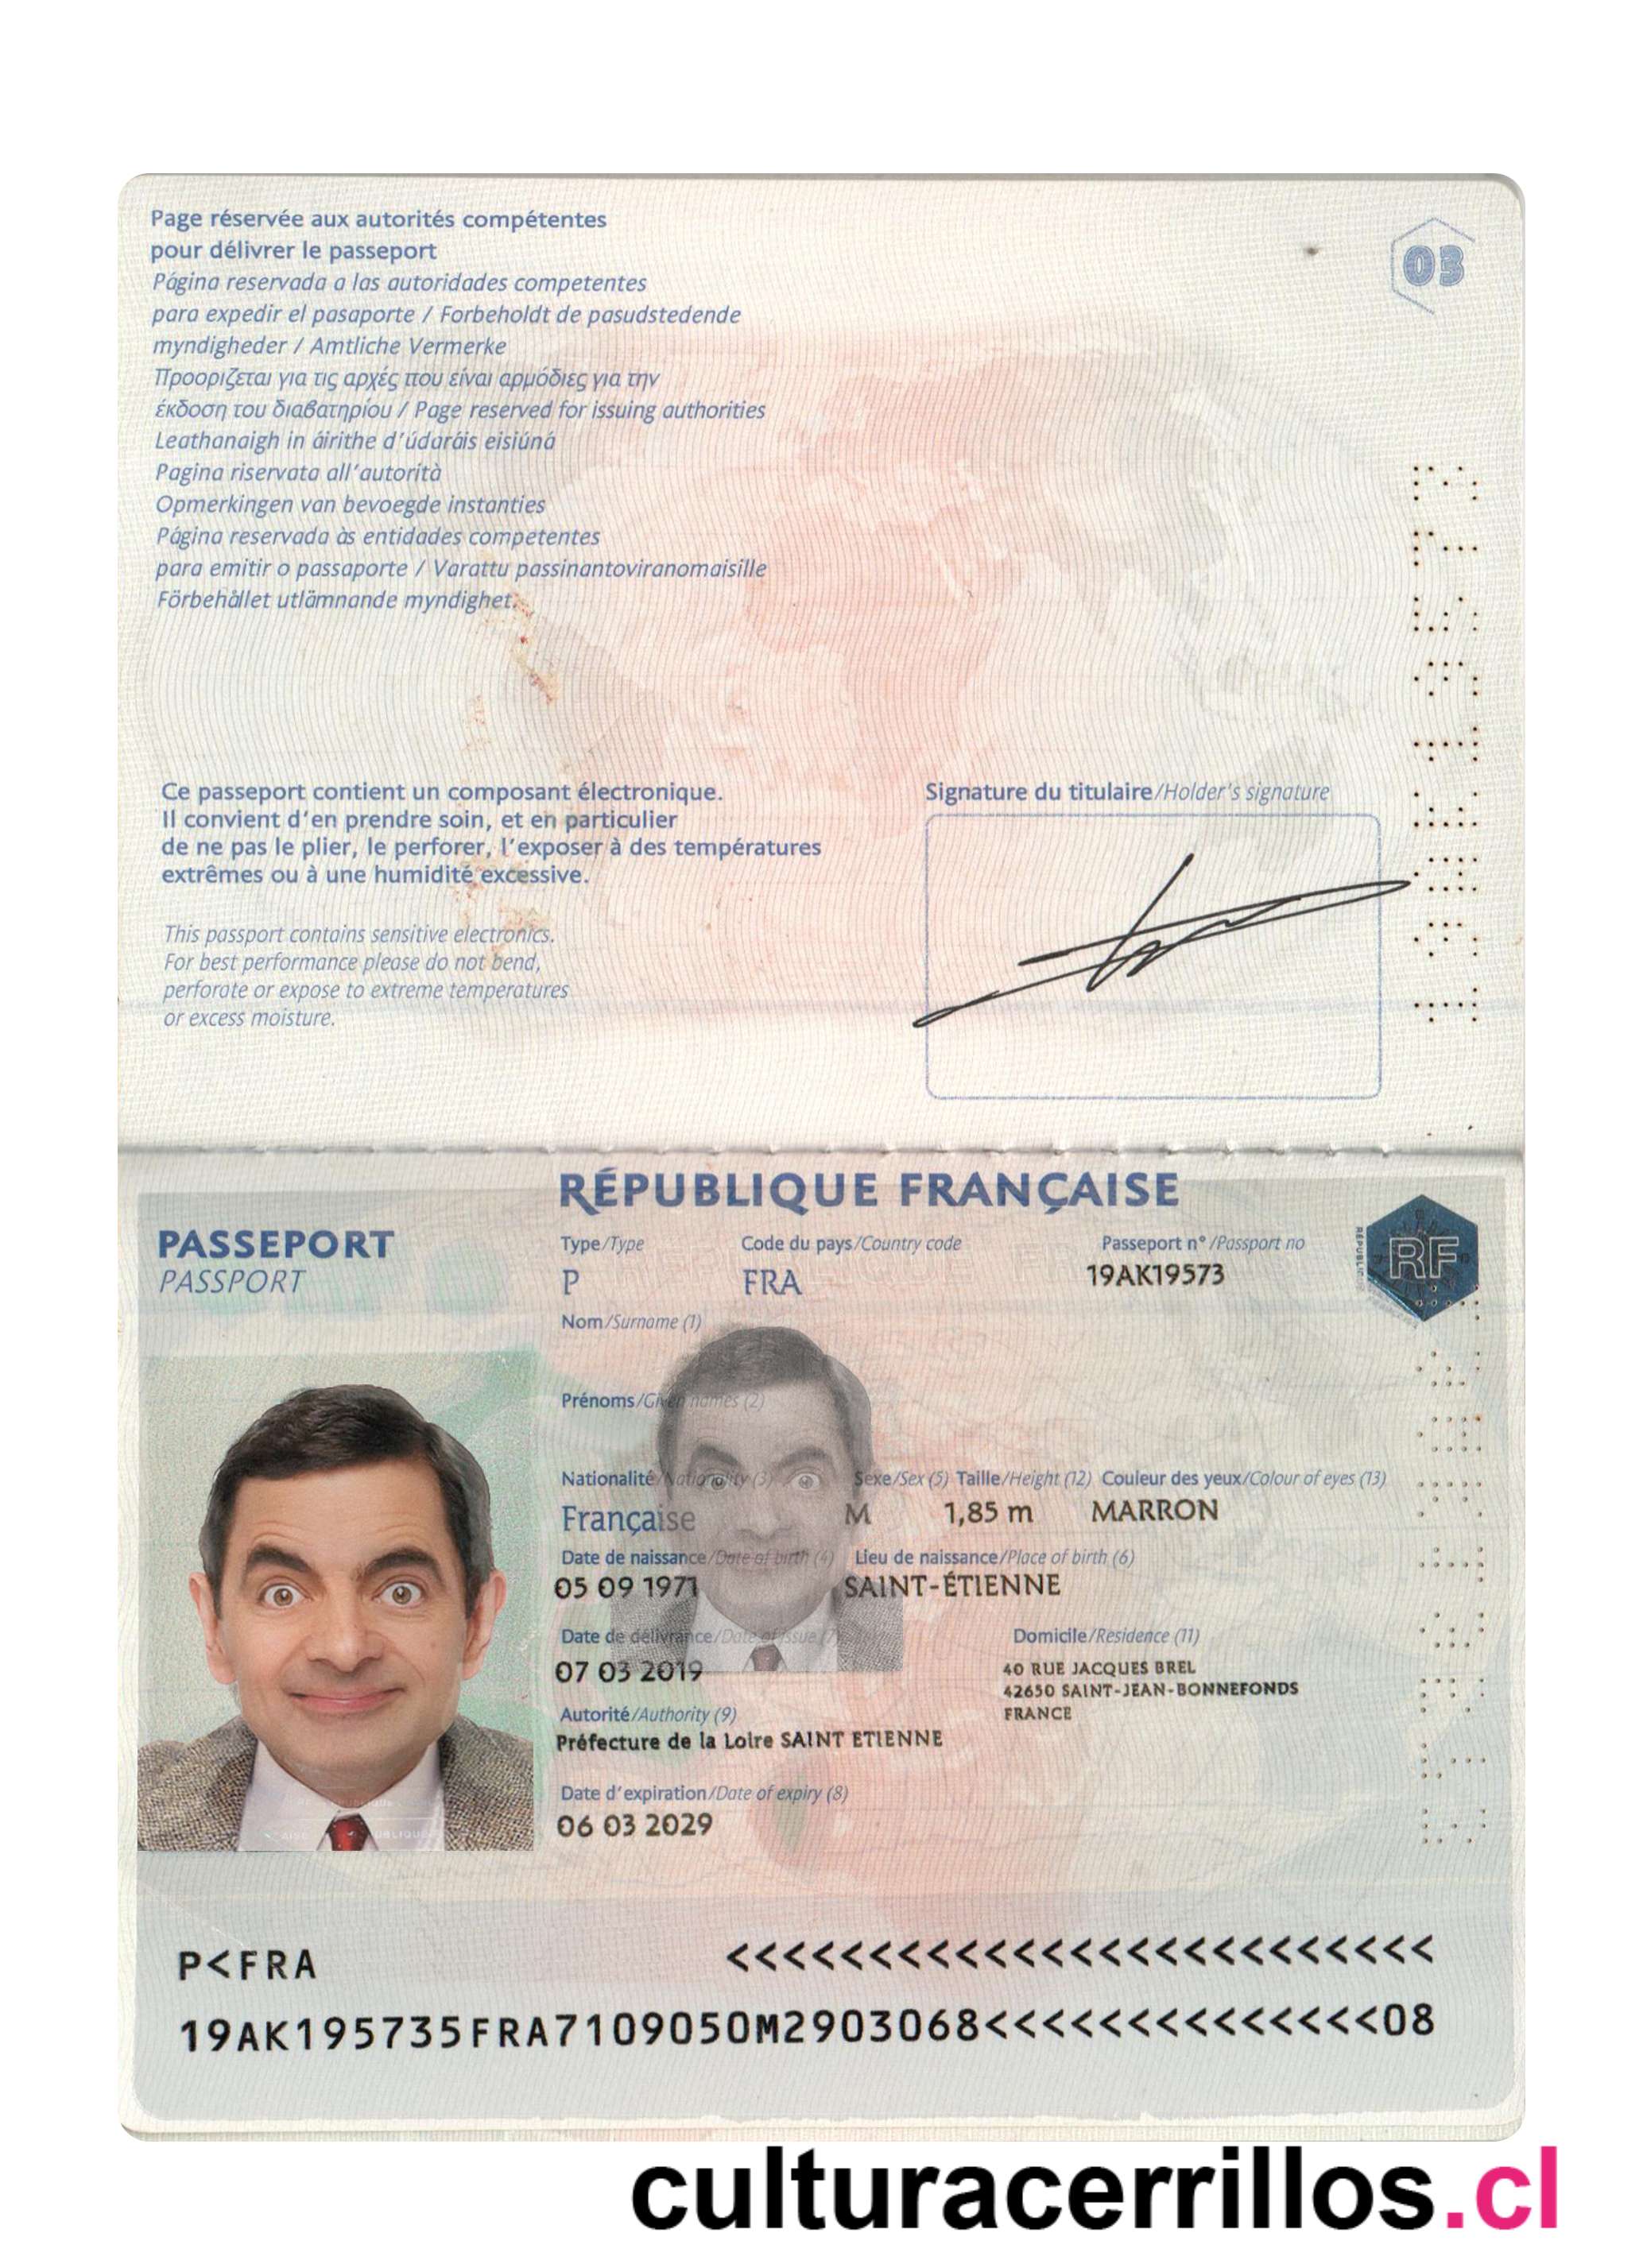 Page réservée aux autorités compétentes
pour délivrer le passeport
Página reservada a las autoridades competentes
para expedir el pasaporte / Forbeholdt de pasudstedende
myndigheder / Amtliche Vermerke
Προορίζεται για τις αρχές που είναι αρμόδιες για την
έκδοση του διαβατηρίου / Page reserved for issuing authorities
Leathanaigh in áirithe d'údaráis eisiúná
Pagina riservata all'autorità
Opmerkingen van bevoegde instanties
Página reservada às entidades competentes
para emitir o passaporte / Varattu passinantoviranomaisille
Förbehållet utlämnande myndighet.
03
Ce passeport contient un composant électronique.
Il convient d'en prendre soin, et en particulier
de ne pas le plier, le perforer, l'exposer à des températures
extrêmes ou à une humidité excessive.
This passport contains sensitive electronics.
For best performance please do not bend,
perforate or expose to extreme temperatures
or excess moisture.
Signature du titulaire/Holder's signature
19AK19573
RÉPUBLIQUE FRANÇAISE
PASSEPORT
PASSPORT
Type/Type Code du pays/Country code Passeport n°/Passport no
P FRA 19AK19573
RF
Nom/Surname (1)
Prénoms/Given names (2)
Nationalité/Nationality (3) Sexe/Sex (5) Taille/Height (12) Couleur des yeux/Colour of eyes (13)
Française M 1,85 m MARRON
Date de naissance/Date of birth (4) Lieu de naissance/Place of birth (6)
05 09 1971 SAINT-ÉTIENNE
Date de délivrance/Date of issue (7) Domicile/Residence (11)
07 03 2019 40 RUE JACQUES BREL
42650 SAINT-JEAN-BONNEFONDS
FRANCE
Autorité/Authority (9)
Préfecture de la Loire SAINT ETIENNE
Date d'expiration/Date of expiry (8)
06 03 2029
P<FRA <<<<<<<<<<<<<<<<<<<<<<<<<
19AK195735FRA7109050M2903068<<<<<<<<<<<<<<08
culturacerrillos.cl